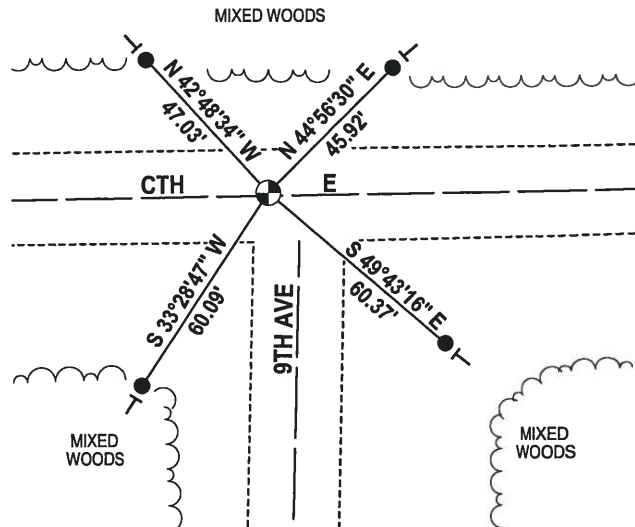 MIXED WOODS
N 42°48'34" W
47.03'
N 44°56'30" E
45.92'
CTH E
S 33°28'47" W
60.09'
S 49°43'16" E
60.37'
9TH AVE
MIXED
WOODS
MIXED
WOODS